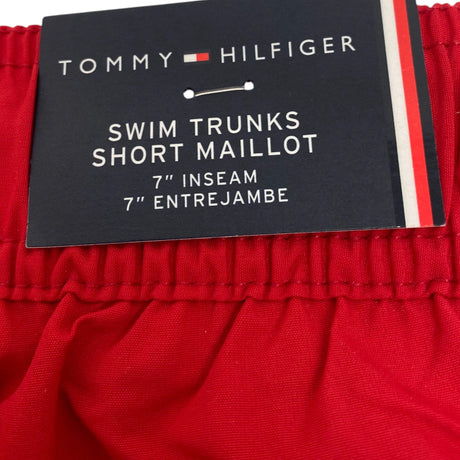 TOMMY HILFIGER
SWIM TRUNKS
SHORT MAILLOT
7" INSEAM
7" ENTREJAMBE